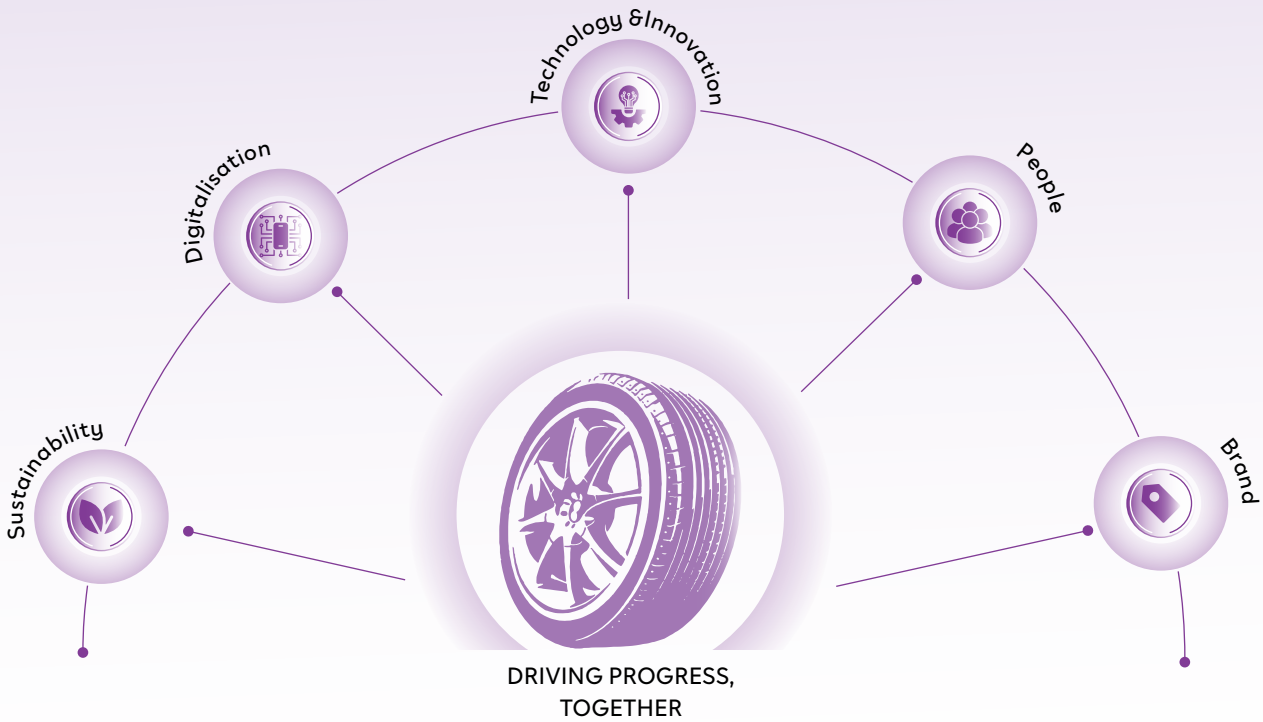 Technology &Innovation
Digitalisation
People
Sustainability
Brand
DRIVING PROGRESS,
TOGETHER